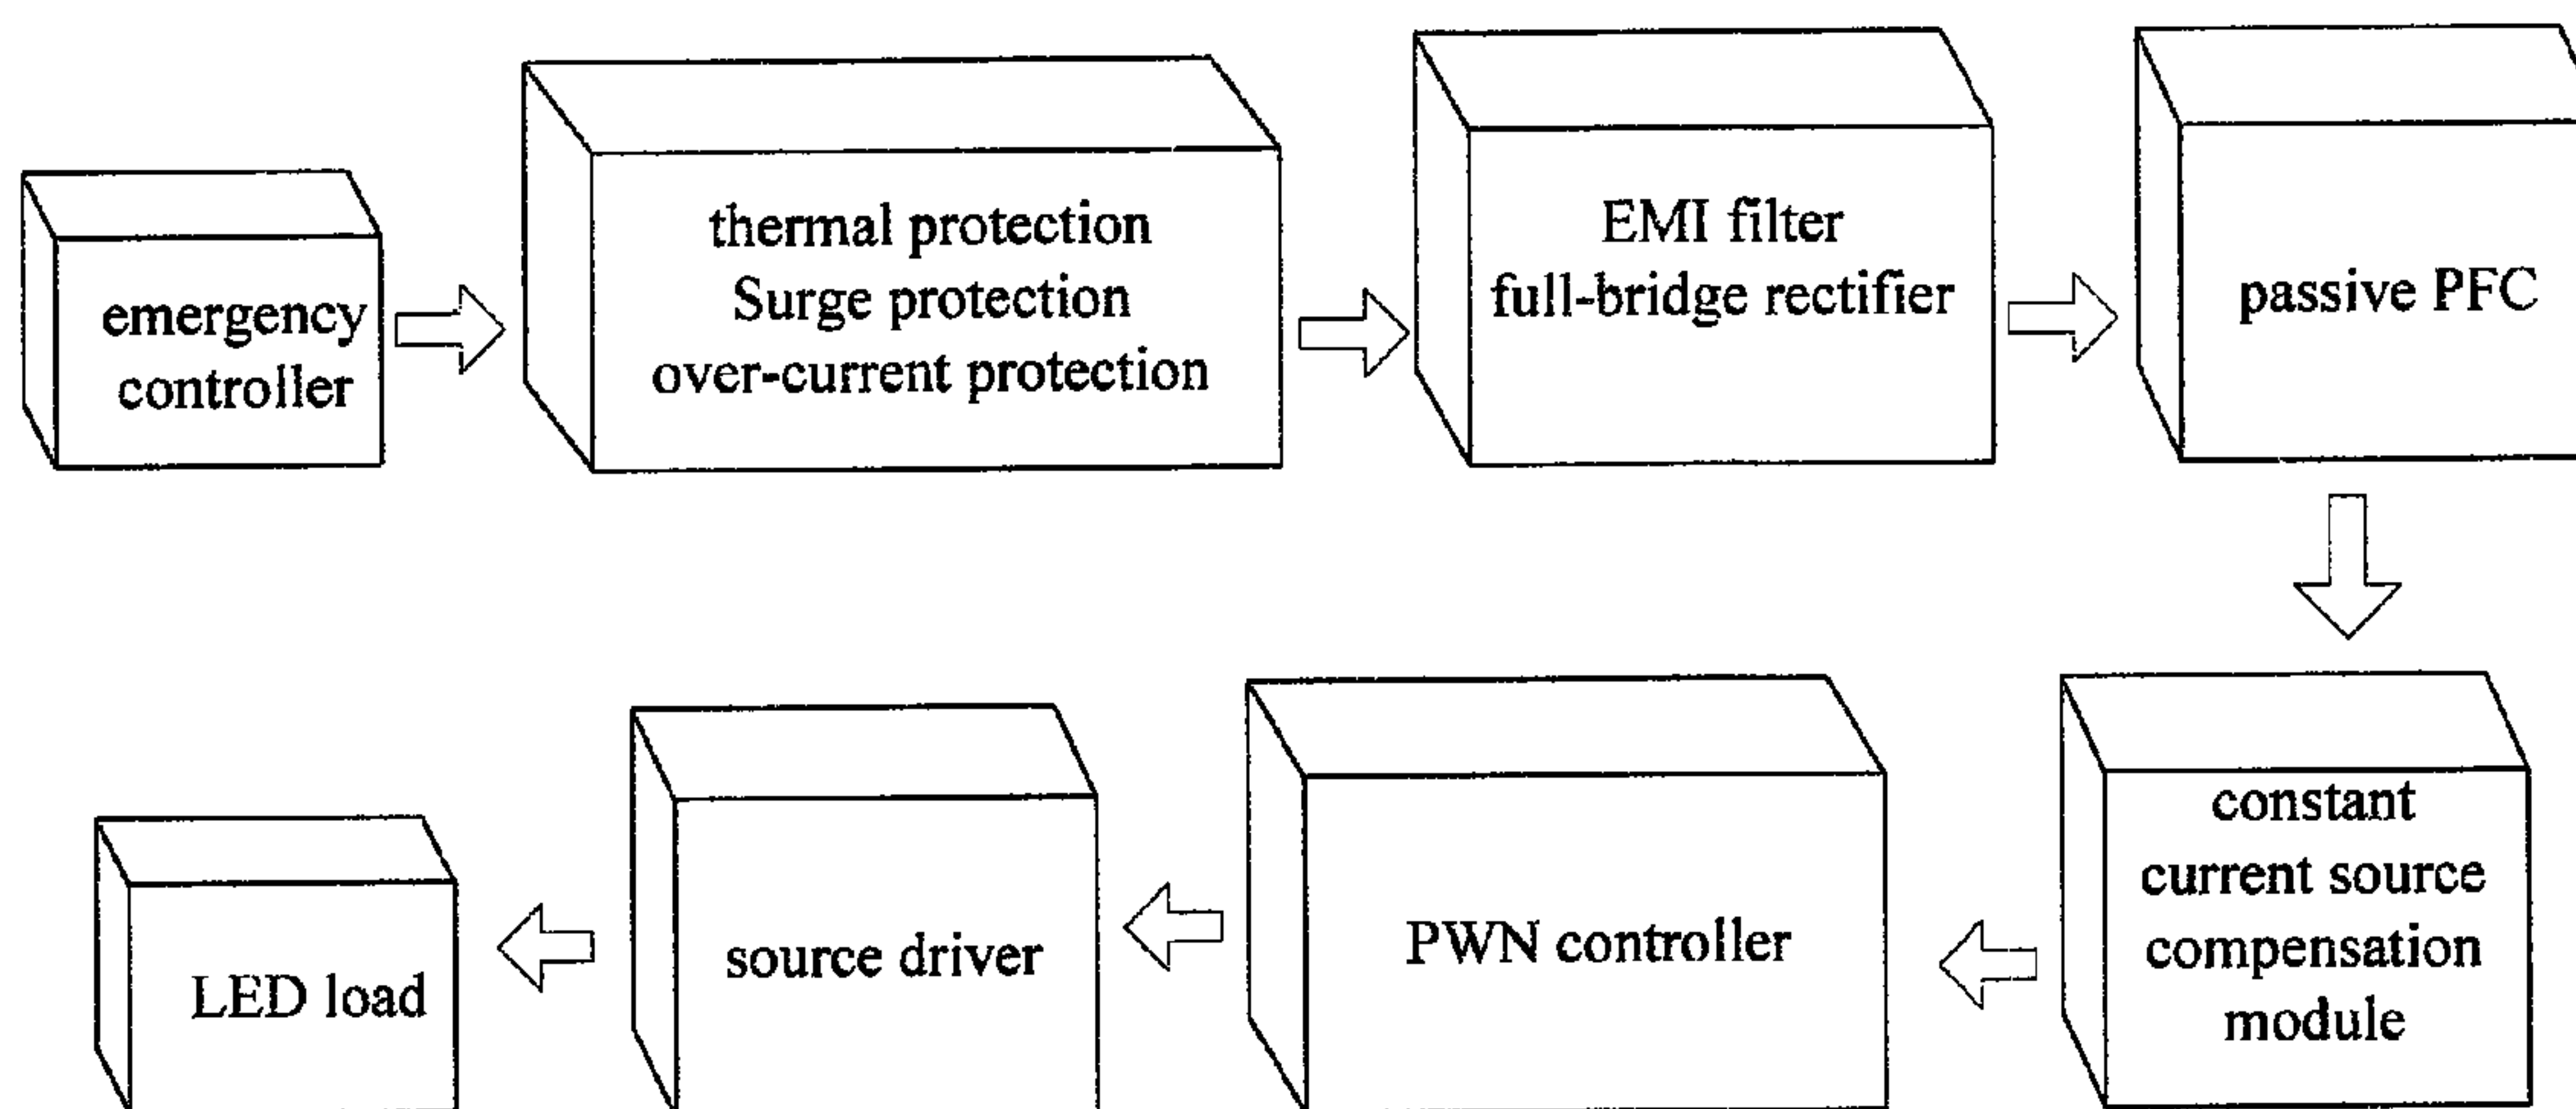 emergency
controller
thermal protection
Surge protection
over-current protection
EMI filter
full-bridge rectifier
passive PFC
constant
current source
compensation
module
PWN controller
source driver
LED load